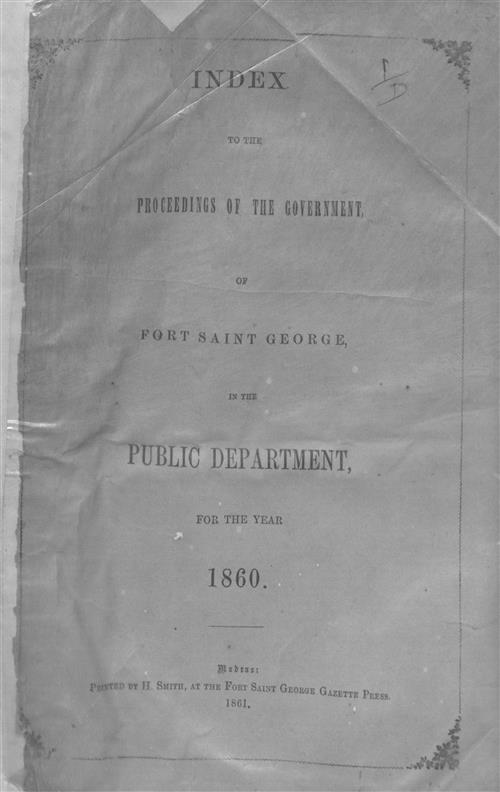 INDEX
TO THE
PROCEEDINGS OF THE GOVERNMENT,
OF
FORT SAINT GEORGE,
IN THE
PUBLIC DEPARTMENT,
FOR THE YEAR
1860.
Madras:
PRINTED BY H. SMITH, AT THE FORT SAINT GEORGE GAZETTE PRESS.
1861.